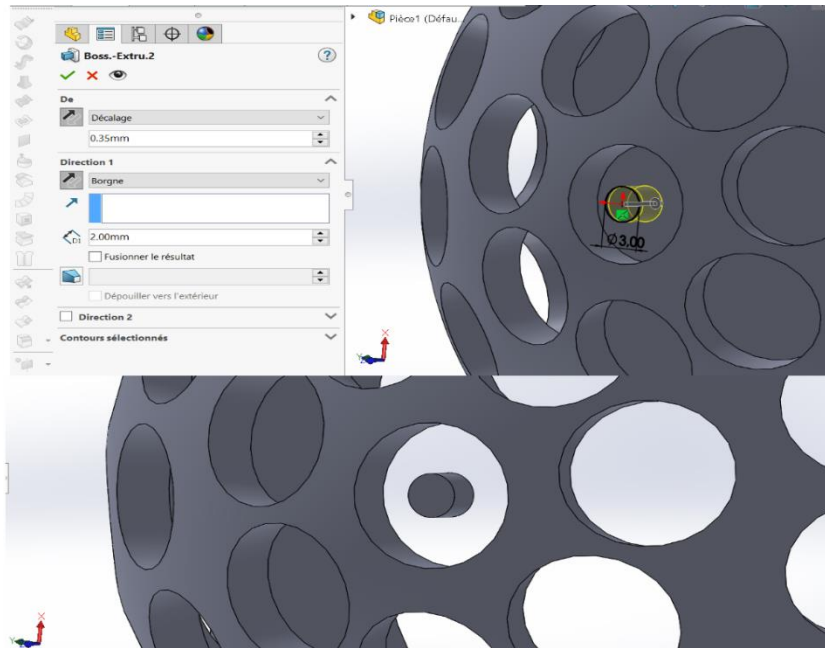 Pièce1 (Défau...
Boss.-Extru.2
De
Décalage
0.35mm
Direction 1
Borgne
D1
2.00mm
Fusionner le résultat
Dépouiller vers l'extérieur
Direction 2
Contours sélectionnés
Ø3.00
X
X